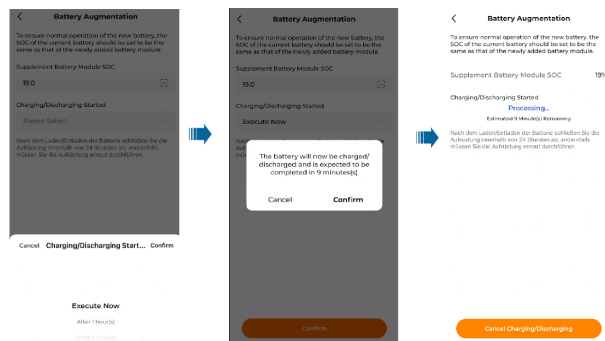 Battery Augmentation
To ensure normal operation of the new battery, the
SOC of the current battery should be set to be the
same as that of the newly added battery module.
Supplement Battery Module SOC
19.0
Charging/Discharging Started
Please Select
Nach dem Laden/Entladen der Batterie schließen Sie die
Aufrüstung innerhalb von 24 Stunden ab, andernfalls
müssen Sie die Aufrüstung erneut durchführen.
Cancel Charging/Discharging Start... Confirm
Execute Now
After 1 hour(s)
After 2 hour(s)
Battery Augmentation
To ensure normal operation of the new battery, the
SOC of the current battery should be set to be the
same as that of the newly added battery module.
Supplement Battery Module SOC
19.0
Charging/Discharging Started
Execute Now
The battery will now be charged/
discharged and is expected to be
completed in 9 minutes(s)
Cancel Confirm
Confirm
Battery Augmentation
To ensure normal operation of the new battery, the
SOC of the current battery should be set to be the
same as that of the newly added battery module.
Supplement Battery Module SOC 19%
Charging/Discharging Started
Processing...
Estimated 9 Minute(s) Remaining
Nach dem Laden/Entladen der Batterie schließen Sie die
Aufrüstung innerhalb von 24 Stunden ab, andernfalls
müssen Sie die Aufrüstung erneut durchführen.
Cancel Charging/Discharging